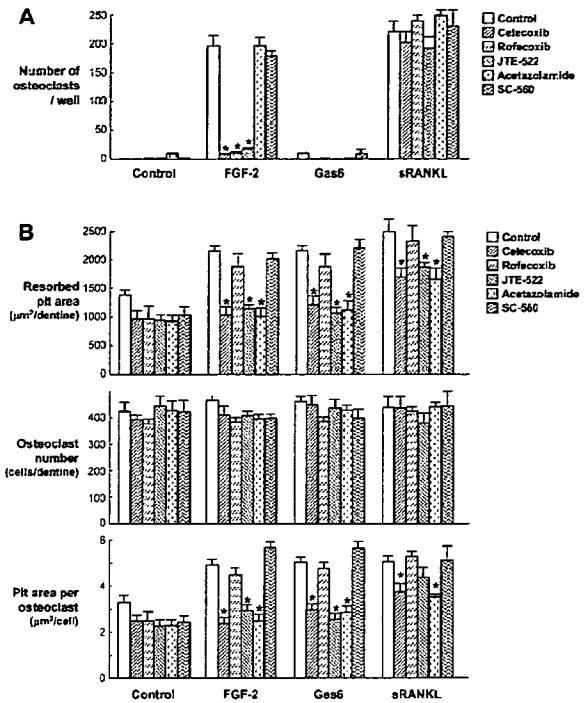 A
Number of
osteoclasts
/ well
250
200
150
100
50
0
Control
FGF-2
Gas6
sRANKL
* * *
Control
Celecoxib
Rofecoxib
JTE-522
Acetazolamide
SC-560
B
Resorbed
pit area
(μm²/dentine)
2500
2000
1500
1000
500
0
* * *
* * *
* * *
Control
Celecoxib
Rofecoxib
JTE-522
Acetazolamide
SC-560
Osteoclast
number
(cells/dentine)
400
300
200
100
0
Pit area per
osteoclast
(μm²/cell)
6
4
2
0
* * *
* * *
* *
Control
FGF-2
Gas6
sRANKL